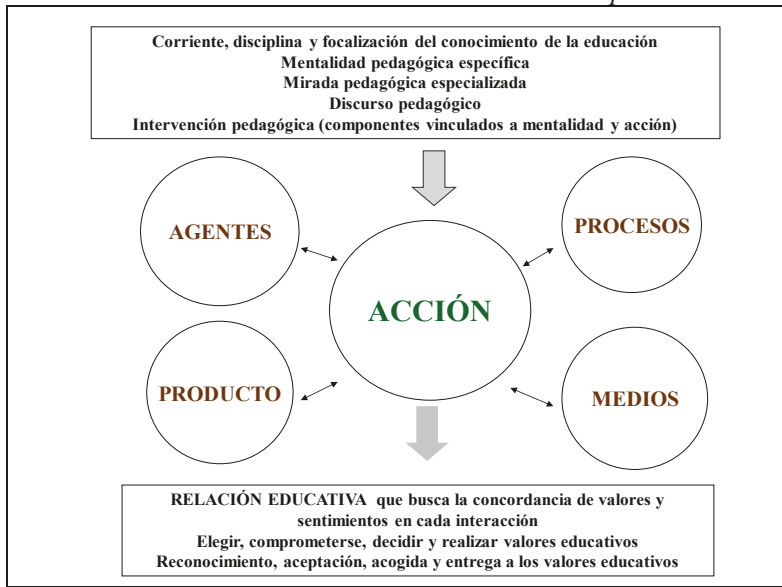 Corriente, disciplina y focalización del conocimiento de la educación
Mentalidad pedagógica específica
Mirada pedagógica especializada
Discurso pedagógico
Intervención pedagógica (componentes vinculados a mentalidad y acción)
AGENTES
PROCESOS
ACCIÓN
PRODUCTO
MEDIOS
RELACIÓN EDUCATIVA que busca la concordancia de valores y
sentimientos en cada interacción
Elegir, comprometerse, decidir y realizar valores educativos
Reconocimiento, aceptación, acogida y entrega a los valores educativos